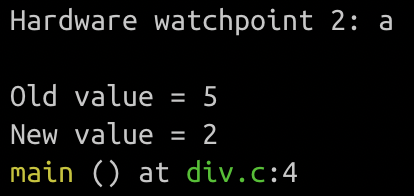 Hardware watchpoint 2: a
Old value = 5
New value = 2
main () at div.c:4